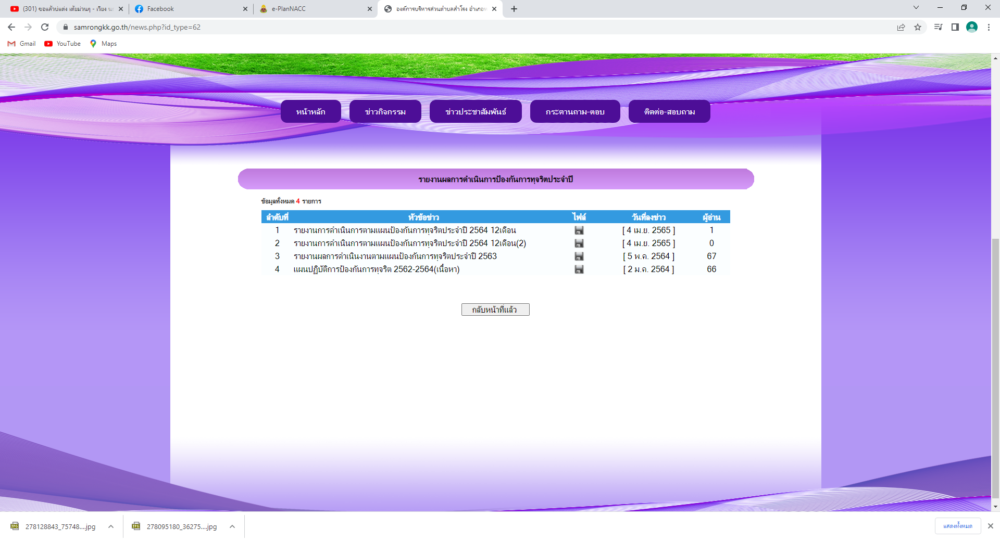 (301) ขอแล้วบ่แต่ง เต้ยม่วนๆ - เวียง
Facebook
e-PlanNACC
องค์การบริหารส่วนตำบลสำโรง อำเภอ
samrongkk.go.th/news.php?id_type=62
Gmail YouTube Maps
หน้าหลัก ข่าวกิจกรรม ข่าวประชาสัมพันธ์ กระดานถาม-ตอบ ติดต่อ-สอบถาม
รายงานผลการดำเนินการป้องกันการทุจริตประจำปี
ข้อมูลทั้งหมด 4 รายการ
ลำดับที่ หัวข้อข่าว ไฟล์ วันที่ลงข่าว ผู้อ่าน
1 รายงานการดำเนินการตามแผนป้องกันการทุจริตประจำปี 2564 12เดือน [ 4 เม.ย. 2565 ] 1
2 รายงานการดำเนินการตามแผนป้องกันการทุจริตประจำปี 2564 12เดือน(2) [ 4 เม.ย. 2565 ] 0
3 รายงานผลการดำเนินงานตามแผนป้องกันการทุจริตประจำปี 2563 [ 5 พ.ค. 2564 ] 67
4 แผนปฏิบัติการป้องกันการทุจริต 2562-2564(เนื้อหา) [ 2 ม.ค. 2564 ] 66
กลับหน้าที่แล้ว
278128843_75748....jpg 278095180_36275....jpg แสดงทั้งหมด